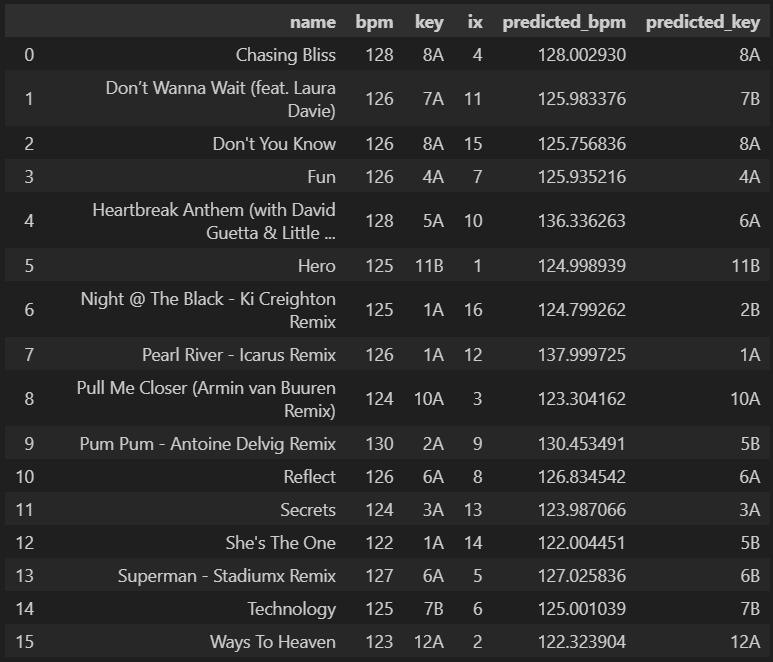 name bpm key ix predicted_bpm predicted_key
0 Chasing Bliss 128 8A 4 128.002930 8A
1 Don’t Wanna Wait (feat. Laura Davie) 126 7A 11 125.983376 7B
2 Don't You Know 126 8A 15 125.756836 8A
3 Fun 126 4A 7 125.935216 4A
4 Heartbreak Anthem (with David Guetta & Little ... 128 5A 10 136.336263 6A
5 Hero 125 11B 1 124.998939 11B
6 Night @ The Black - Ki Creighton Remix 125 1A 16 124.799262 2B
7 Pearl River - Icarus Remix 126 1A 12 137.999725 1A
8 Pull Me Closer (Armin van Buuren Remix) 124 10A 3 123.304162 10A
9 Pum Pum - Antoine Delvig Remix 130 2A 9 130.453491 5B
10 Reflect 126 6A 8 126.834542 6A
11 Secrets 124 3A 13 123.987066 3A
12 She's The One 122 1A 14 122.004451 5B
13 Superman - Stadiumx Remix 127 6A 5 127.025836 6B
14 Technology 125 7B 6 125.001039 7B
15 Ways To Heaven 123 12A 2 122.323904 12A